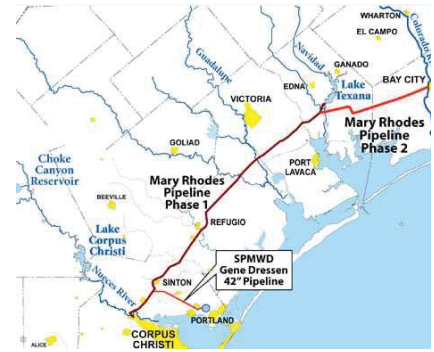 WHARTON
EL CAMPO
Colorado
Navidad
Guadalupe
GANADO
EDNA
BAY CITY
Lake
Texana
VICTORIA
Mary Rhodes
Pipeline
Phase 2
GOLIAD
PORT
LAVACA
Choke
Canyon
Reservoir
Mary Rhodes
Pipeline
Phase 1
BEEVILLE
REFUGIO
Lake
Corpus
Christi
SPMWD
Gene Dressen
42" Pipeline
Nueces River
SINTON
PORTLAND
CORPUS
CHRISTI
ALICE